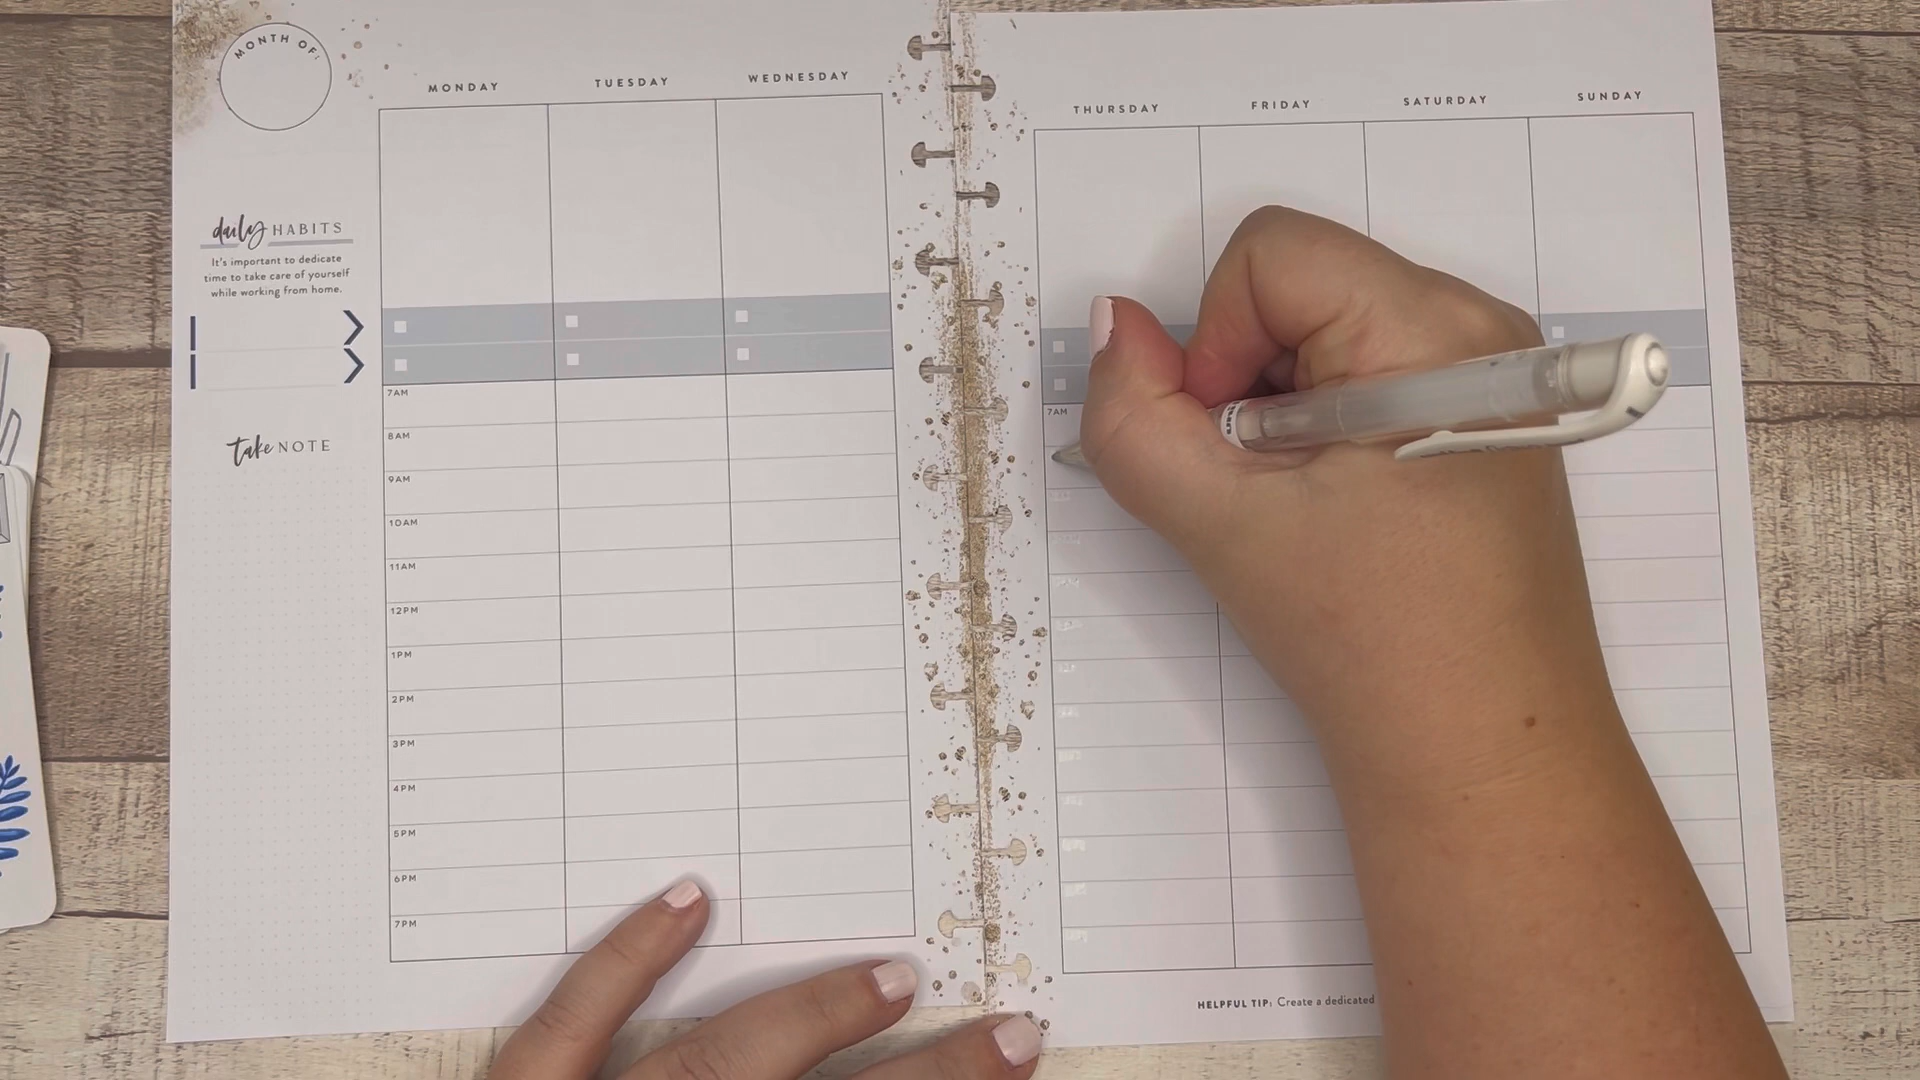 MONTH OF:
MONDAY
TUESDAY
WEDNESDAY
daily HABITS
It's important to dedicate
time to take care of yourself
while working from home.
take NOTE
7AM
8AM
9AM
10AM
11AM
12PM
1PM
2PM
3PM
4PM
5PM
6PM
7PM
THURSDAY
FRIDAY
SATURDAY
SUNDAY
7AM
HELPFUL TIP: Create a dedicated